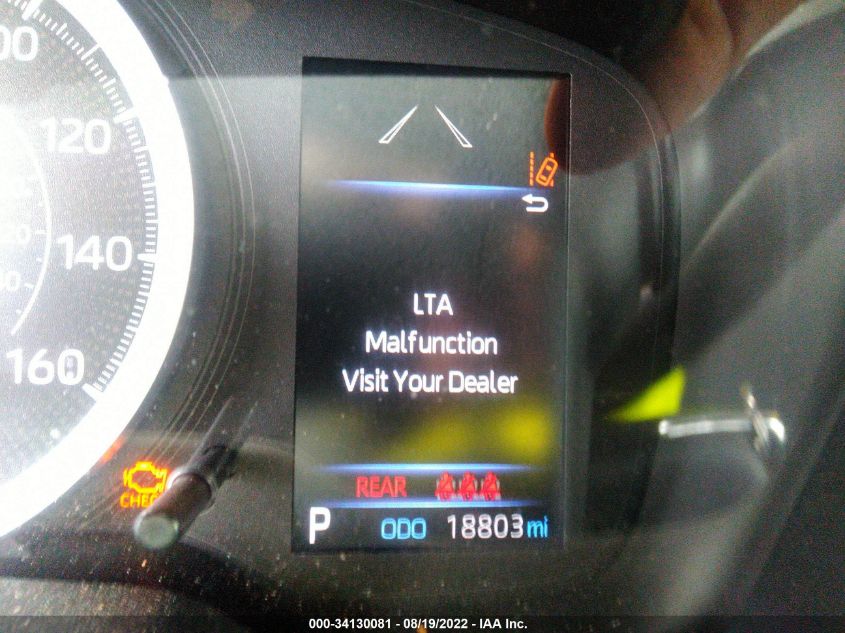 120
140
160
LTA
Malfunction
Visit Your Dealer
REAR
CHECK
P ODO 18803 mi
000-34130081 - 08/19/2022 - IAA Inc.